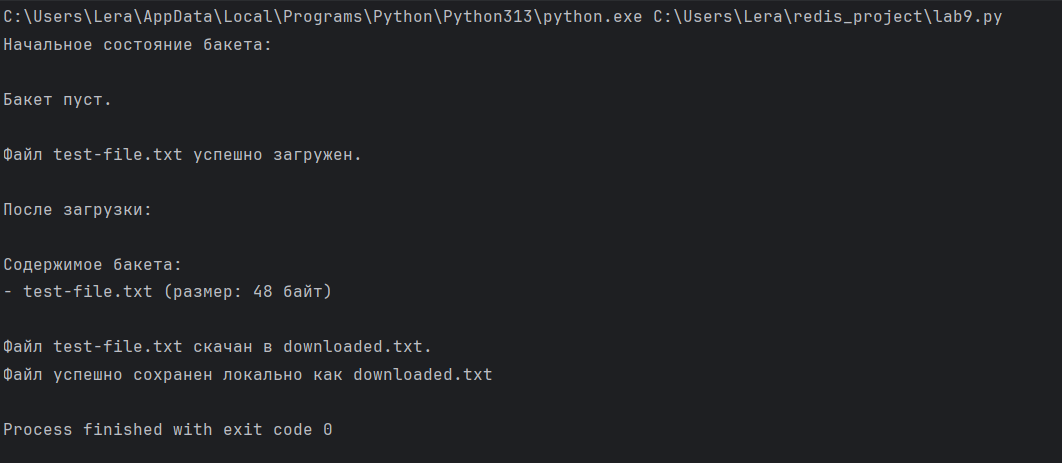 C:\Users\Lera\AppData\Local\Programs\Python\Python313\python.exe C:\Users\Lera\redis_project\lab9.py
Начальное состояние бакета:
Бакет пуст.
Файл test-file.txt успешно загружен.
После загрузки:
Содержимое бакета:
- test-file.txt (размер: 48 байт)
Файл test-file.txt скачан в downloaded.txt.
Файл успешно сохранен локально как downloaded.txt
Process finished with exit code 0